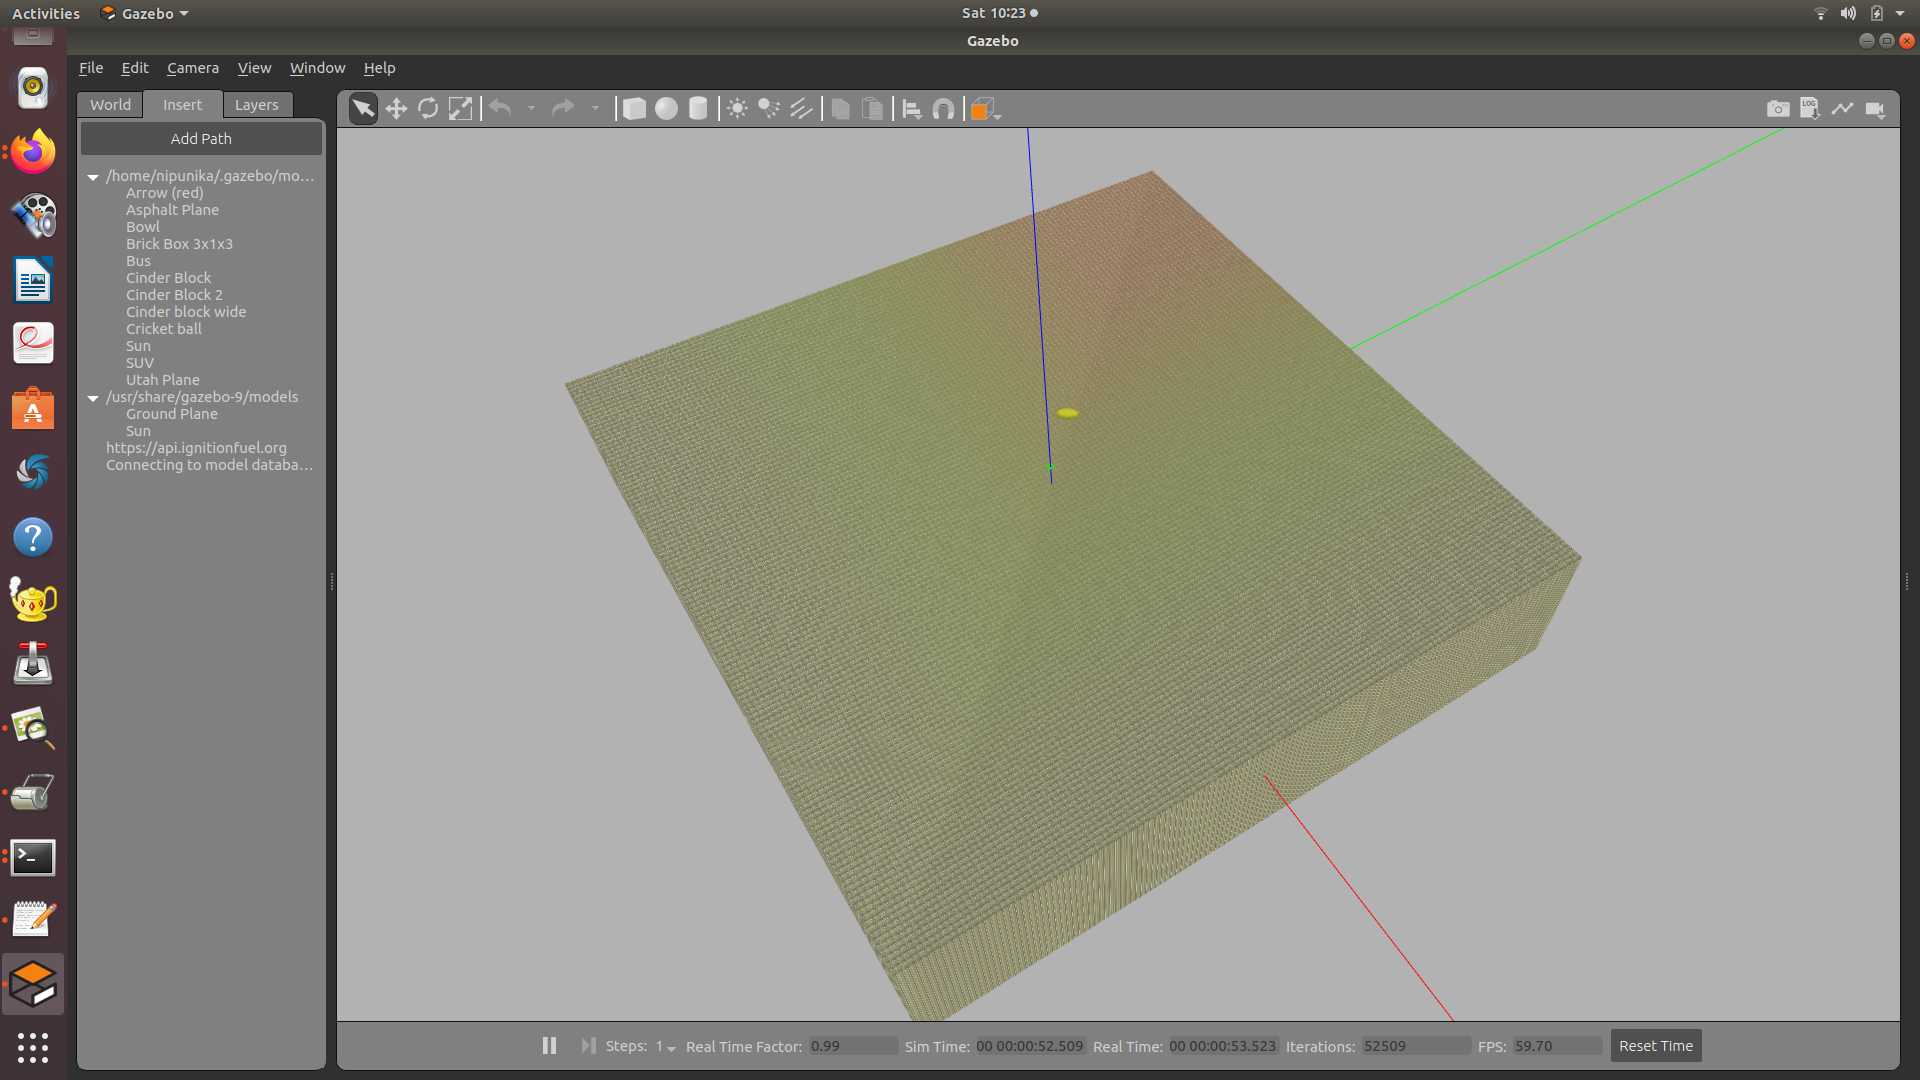 Activities
Gazebo
Sat 10:23
Gazebo
File Edit Camera View Window Help
World Insert Layers
LOG
Add Path
/home/nipunika/.gazebo/mo...
Arrow (red)
Asphalt Plane
Bowl
Brick Box 3x1x3
Bus
Cinder Block
Cinder Block 2
Cinder block wide
Cricket ball
Sun
SUV
Utah Plane
/usr/share/gazebo-9/models
Ground Plane
Sun
https://api.ignitionfuel.org
Connecting to model databa...
Steps: 1 Real Time Factor: 0.99 Sim Time: 00 00:00:52.509 Real Time: 00 00:00:53.523 Iterations: 52509 FPS: 59.70 Reset Time